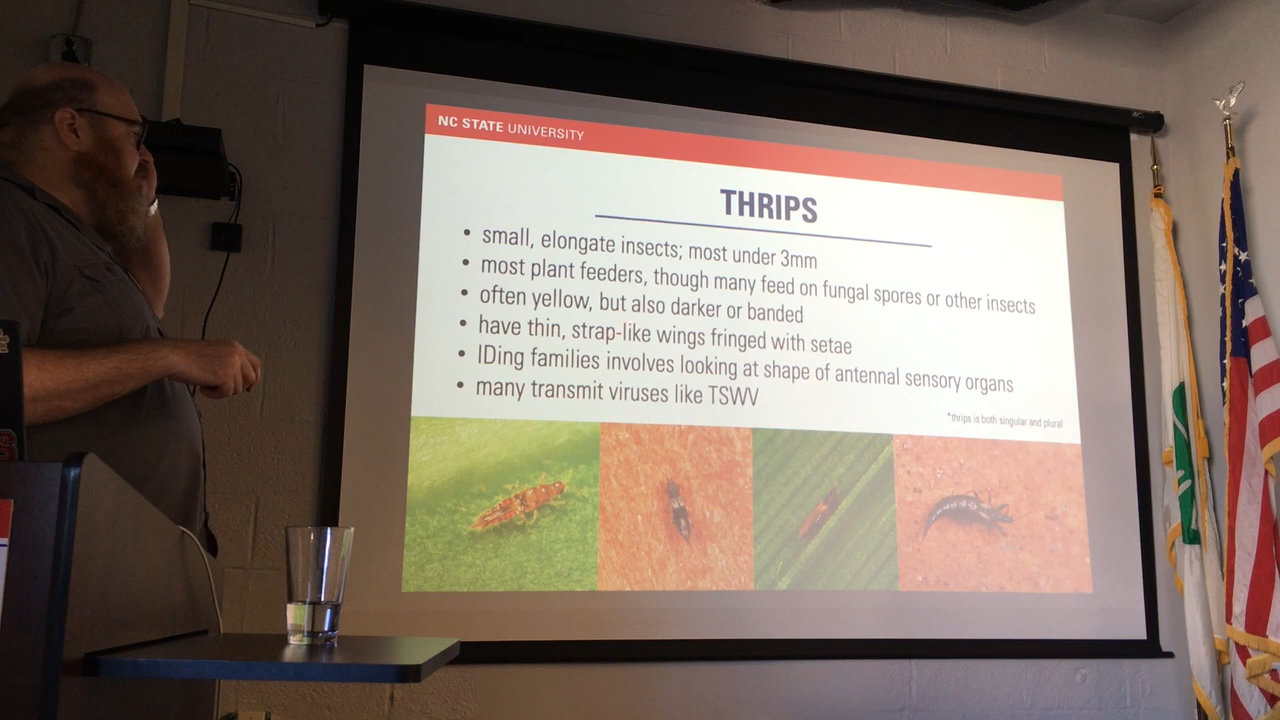 NC STATE UNIVERSITY
THRIPS
• small, elongate insects; most under 3mm
• most plant feeders, though many feed on fungal spores or other insects
• often yellow, but also darker or banded
• have thin, strap-like wings fringed with setae
• IDing families involves looking at shape of antennal sensory organs
• many transmit viruses like TSWV
*thrips is both singular and plural